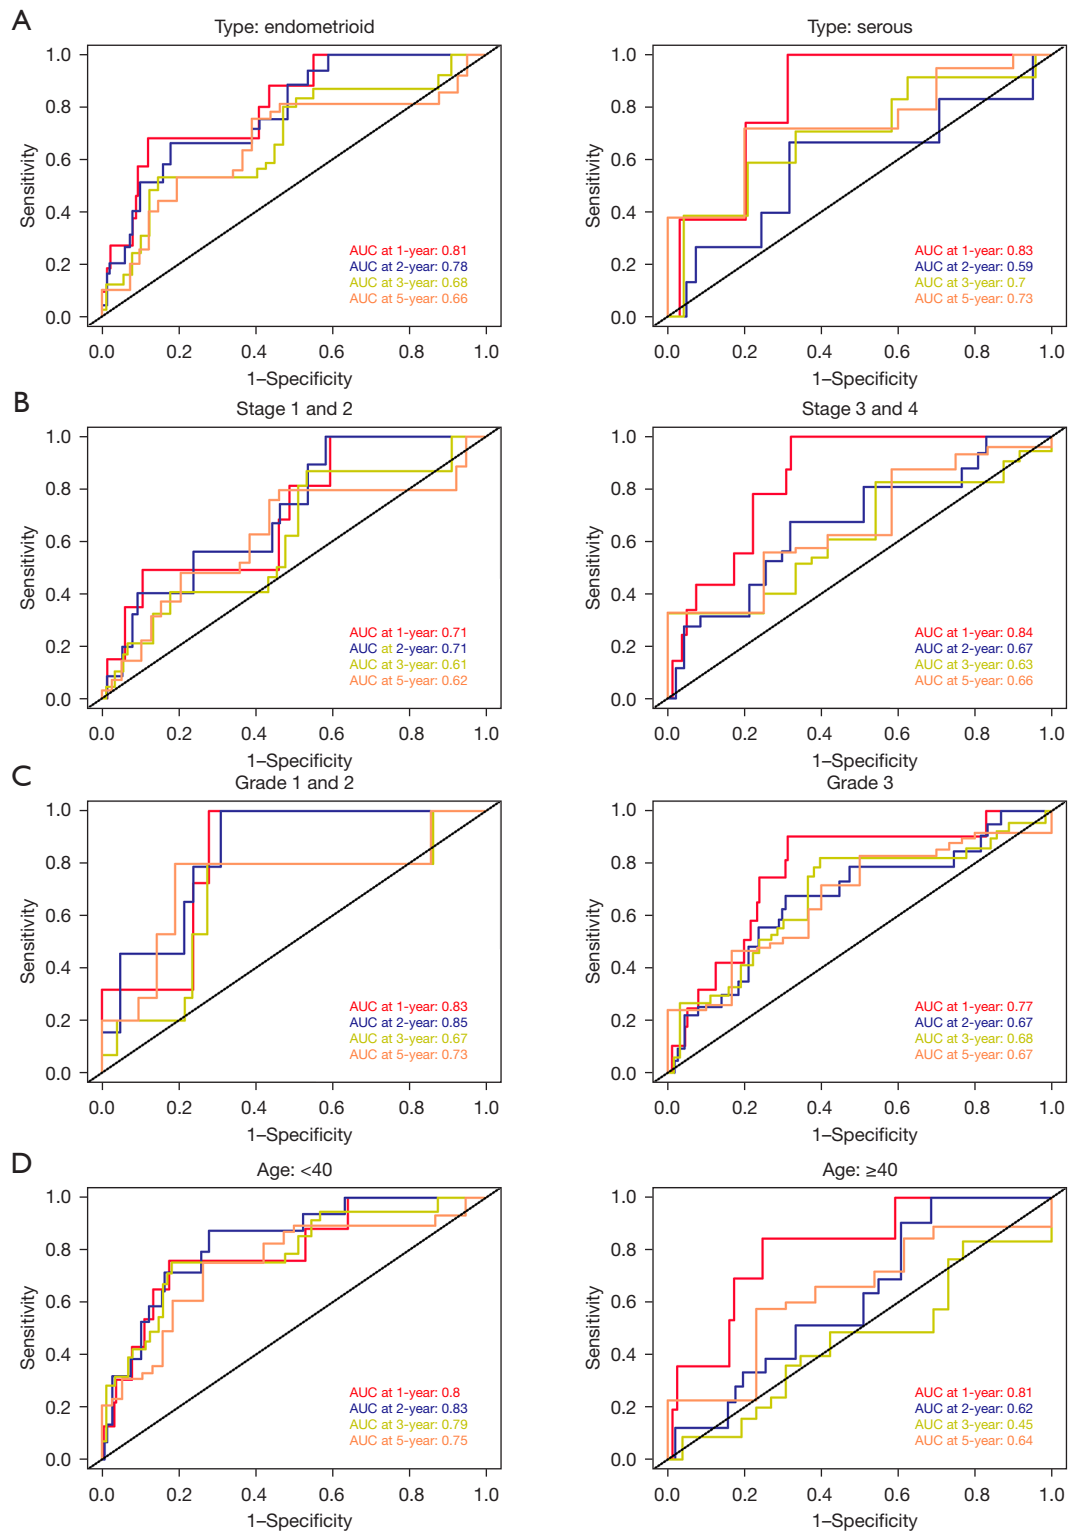 A
Type: endometrioid
1.0
0.8
0.6
0.4
0.2
0.0
Sensitivity
AUC at 1-year: 0.81
AUC at 2-year: 0.78
AUC at 3-year: 0.68
AUC at 5-year: 0.66
0.0 0.2 0.4 0.6 0.8 1.0
1–Specificity
Type: serous
1.0
0.8
0.6
0.4
0.2
0.0
Sensitivity
AUC at 1-year: 0.83
AUC at 2-year: 0.59
AUC at 3-year: 0.7
AUC at 5-year: 0.73
0.0 0.2 0.4 0.6 0.8 1.0
1–Specificity
B
Stage 1 and 2
1.0
0.8
0.6
0.4
0.2
0.0
Sensitivity
AUC at 1-year: 0.71
AUC at 2-year: 0.71
AUC at 3-year: 0.61
AUC at 5-year: 0.62
0.0 0.2 0.4 0.6 0.8 1.0
1–Specificity
Stage 3 and 4
1.0
0.8
0.6
0.4
0.2
0.0
Sensitivity
AUC at 1-year: 0.84
AUC at 2-year: 0.67
AUC at 3-year: 0.63
AUC at 5-year: 0.66
0.0 0.2 0.4 0.6 0.8 1.0
1–Specificity
C
Grade 1 and 2
1.0
0.8
0.6
0.4
0.2
0.0
Sensitivity
AUC at 1-year: 0.83
AUC at 2-year: 0.85
AUC at 3-year: 0.67
AUC at 5-year: 0.73
0.0 0.2 0.4 0.6 0.8 1.0
1–Specificity
Grade 3
1.0
0.8
0.6
0.4
0.2
0.0
Sensitivity
AUC at 1-year: 0.77
AUC at 2-year: 0.67
AUC at 3-year: 0.68
AUC at 5-year: 0.67
0.0 0.2 0.4 0.6 0.8 1.0
1–Specificity
D
Age: <40
1.0
0.8
0.6
0.4
0.2
0.0
Sensitivity
AUC at 1-year: 0.8
AUC at 2-year: 0.83
AUC at 3-year: 0.79
AUC at 5-year: 0.75
0.0 0.2 0.4 0.6 0.8 1.0
1–Specificity
Age: ≥40
1.0
0.8
0.6
0.4
0.2
0.0
Sensitivity
AUC at 1-year: 0.81
AUC at 2-year: 0.62
AUC at 3-year: 0.45
AUC at 5-year: 0.64
0.0 0.2 0.4 0.6 0.8 1.0
1–Specificity